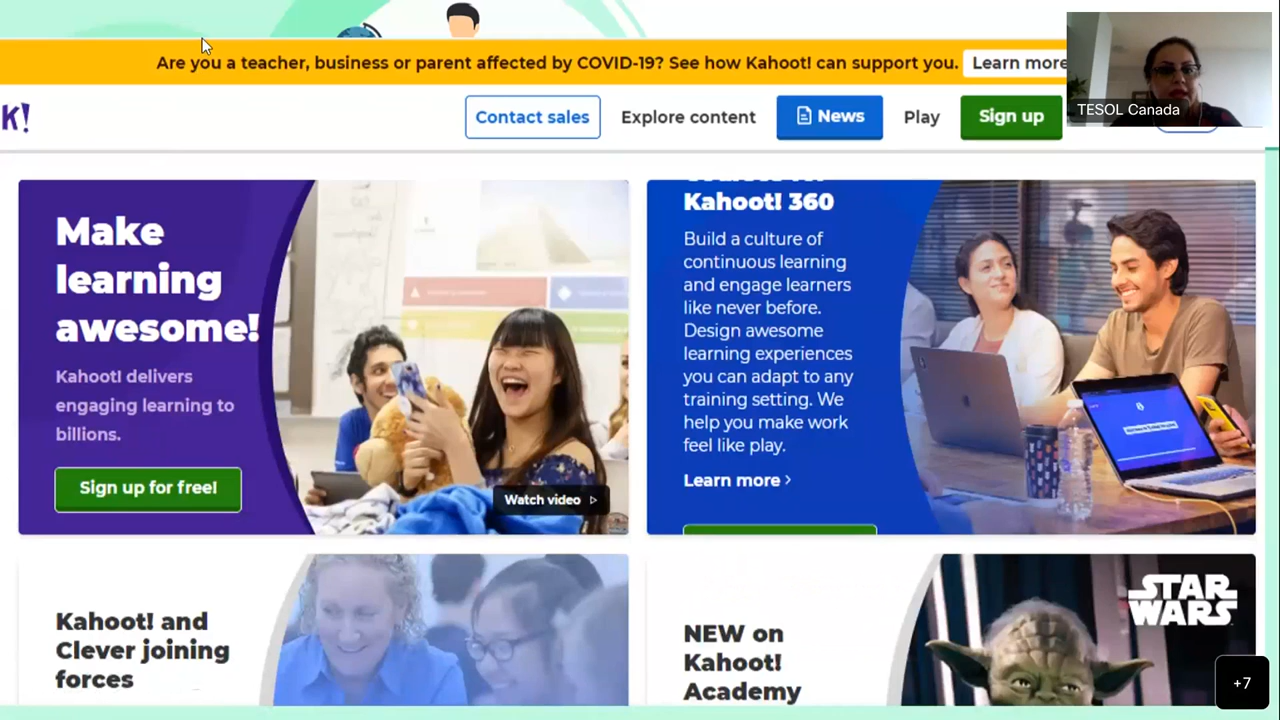 Are you a teacher, business or parent affected by COVID-19? See how Kahoot! can support you.
Learn more
TESOL Canada
K!
Contact sales
Explore content
News
Play
Sign up
Make
learning
awesome!
Kahoot! delivers
engaging learning to
billions.
Sign up for free!
Watch video
Kahoot! 360
Build a culture of
continuous learning
and engage learners
like never before.
Design awesome
learning experiences
you can adapt to any
training setting. We
help you make work
feel like play.
Learn more
Kahoot! and
Clever joining
forces
NEW on
Kahoot!
Academy
STAR
WARS
+7